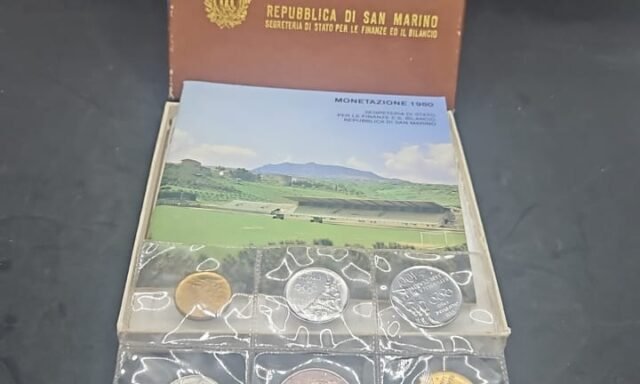 REPUBBLICA DI SAN MARINO
SEGRETERIA DI STATO PER LE FINANZE ED IL BILANCIO
MONETAZIONE 1980
SEGRETERIA DI STATO
PER LE FINANZE E IL BILANCIO
REPUBBLICA DI SAN MARINO